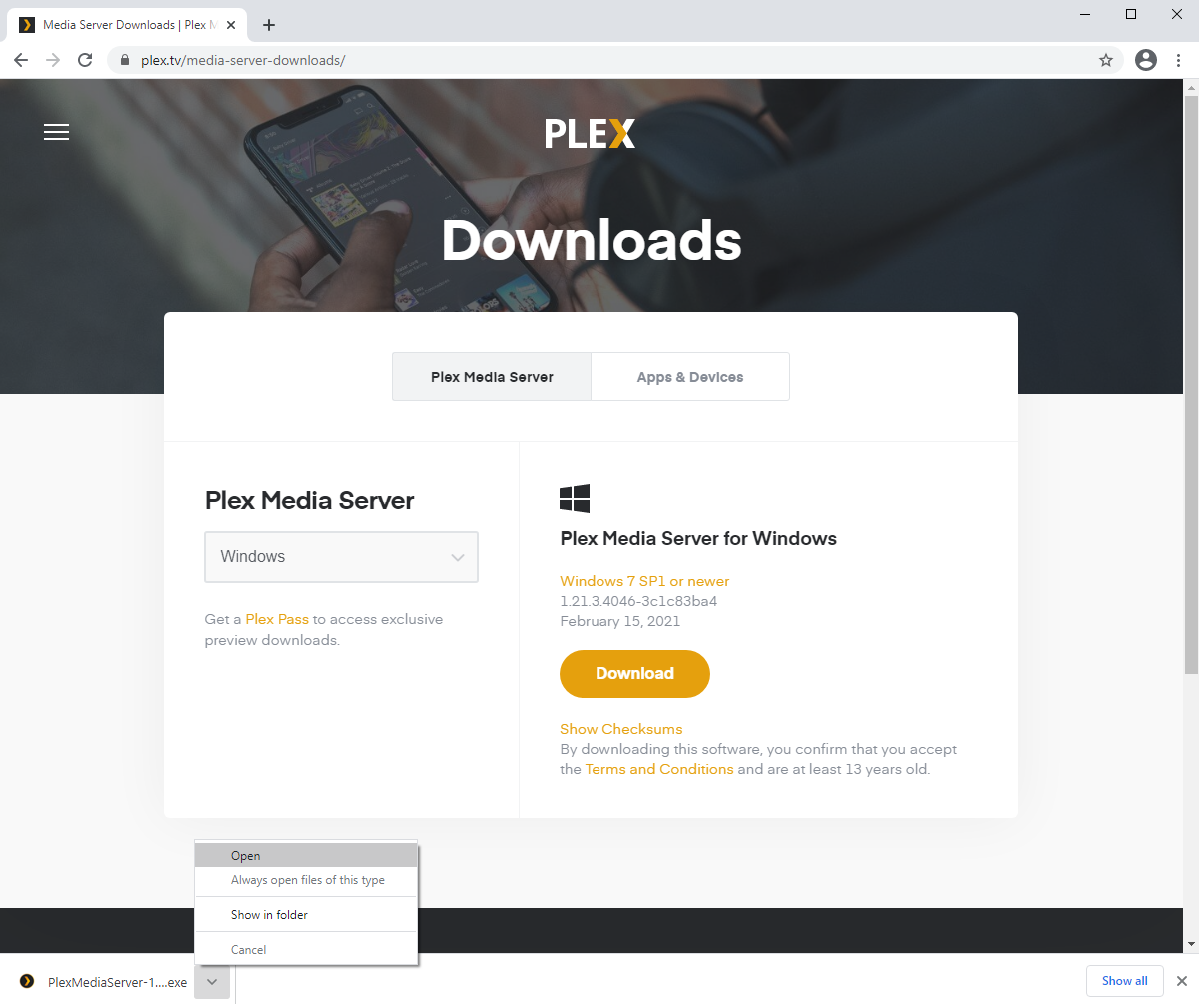 Media Server Downloads | Plex M
plex.tv/media-server-downloads/
PLEX
Downloads
Plex Media Server
Apps & Devices
Plex Media Server
Windows
Get a Plex Pass to access exclusive
preview downloads.
Plex Media Server for Windows
Windows 7 SP1 or newer
1.21.3.4046-3c1c83ba4
February 15, 2021
Download
Show Checksums
By downloading this software, you confirm that you accept
the Terms and Conditions and are at least 13 years old.
Open
Always open files of this type
Show in folder
Cancel
PlexMediaServer-1....exe
Show all